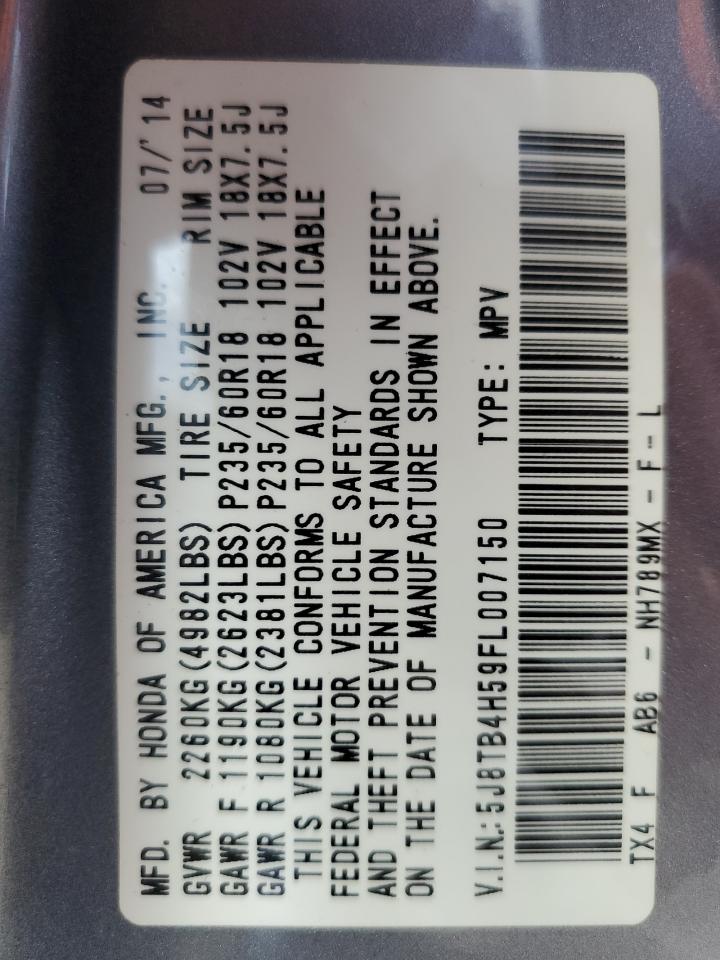 MFD. BY HONDA OF AMERICA MFG., INC. 07/'14
GVWR 2260KG(4982LBS) TIRE SIZE RIM SIZE
GAWR F 1190KG(2623LBS) P235/60R18 102V 18X7.5J
GAWR R 1080KG(2381LBS) P235/60R18 102V 18X7.5J
THIS VEHICLE CONFORMS TO ALL APPLICABLE
FEDERAL MOTOR VEHICLE SAFETY
AND THEFT PREVENTION STANDARDS IN EFFECT
ON THE DATE OF MANUFACTURE SHOWN ABOVE.
V.I.N.: 5J8TB4H59FL007150 TYPE: MPV
TX4 F AB6 - NH789MX - F - L